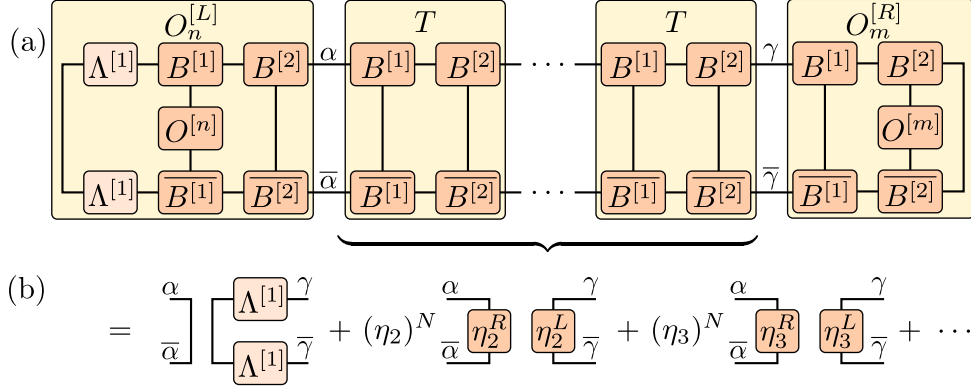 O_n^{[L]} T T O_m^{[R]}
(a) Λ^{[1]} B^{[1]} B^{[2]} α B^{[1]} B^{[2]} ··· B^{[1]} B^{[2]} γ B^{[1]} B^{[2]}
O^{[n]} O^{[m]}
Λ^{[1]} \overline{B^{[1]}} \overline{B^{[2]}} \overline{α} \overline{B^{[1]}} \overline{B^{[2]}} ··· \overline{B^{[1]}} \overline{B^{[2]}} \overline{γ} \overline{B^{[1]}} \overline{B^{[2]}}
(b) α Λ^{[1]} γ α γ α γ
= + (η_2)^N η_2^R η_2^L + (η_3)^N η_3^R η_3^L + ···
\overline{α} Λ^{[1]} \overline{γ} \overline{α} \overline{γ} \overline{α} \overline{γ}